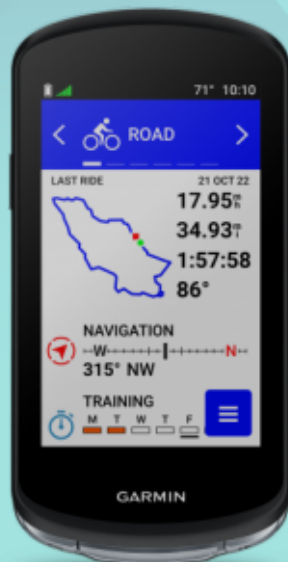 71° 10:10
ROAD
LAST RIDE 21 OCT 22
17.95 m/h
34.93 mi
1:57:58
86°
NAVIGATION
W N
315° NW
TRAINING
M T W T F
GARMIN